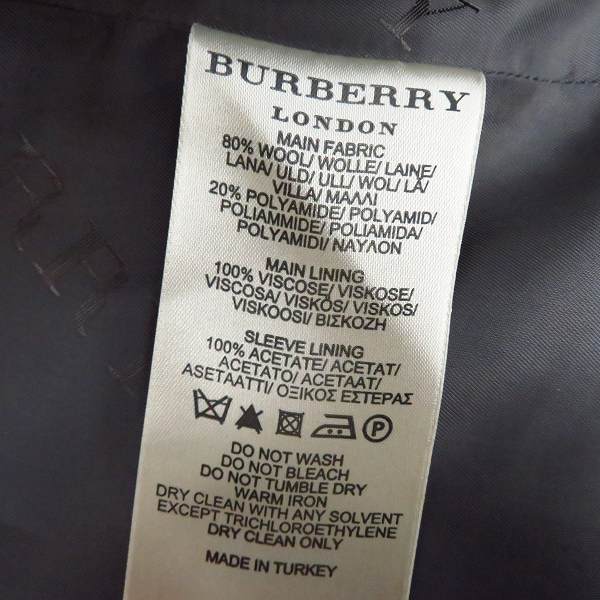 BURBERRY
LONDON
MAIN FABRIC
80% WOOL/ WOLLE/ LAINE/
LANA/ ULD/ ULL/ WOL/ LÃ/
VILLA/ ΜΑΛΛΙ
20% POLYAMIDE/ POLYAMID/
POLIAMMIDE/ POLIAMIDA/
POLYAMIDI/ ΝΑΥΛΟΝ
MAIN LINING
100% VISCOSE/ VISKOSE/
VISCOSA/ VISKÓS/ VISKOS/
VISKOOSI/ ΒΙΣΚΟΖΗ
SLEEVE LINING
100% ACETATE/ ACETAT/
ACETATO/ ACETAAT/
ASETAATTI/ ΟΞΙΚΟΣ ΕΣΤΕΡΑΣ
P
DO NOT WASH
DO NOT BLEACH
DO NOT TUMBLE DRY
WARM IRON
DRY CLEAN WITH ANY SOLVENT
EXCEPT TRICHLOROETHYLENE
DRY CLEAN ONLY
MADE IN TURKEY